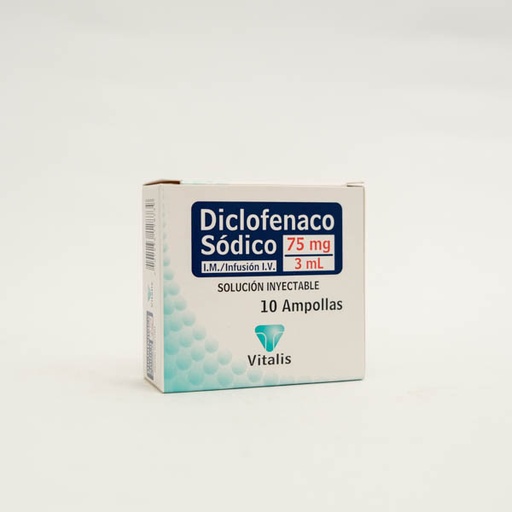 Diclofenaco
Sódico
75 mg
3 mL
I.M./Infusión I.V.
SOLUCIÓN INYECTABLE
10 Ampollas
Vitalis